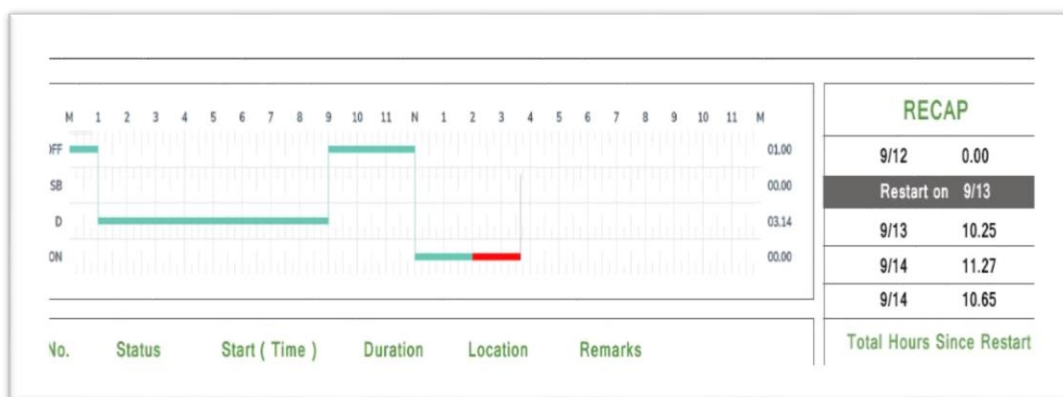 M 1 2 3 4 5 6 7 8 9 10 11 N 1 2 3 4 5 6 7 8 9 10 11 M
OFF 01.00
SB 00.00
D 03.14
ON 00.00
No. Status Start ( Time ) Duration Location Remarks
RECAP
9/12 0.00
Restart on 9/13
9/13 10.25
9/14 11.27
9/14 10.65
Total Hours Since Restart